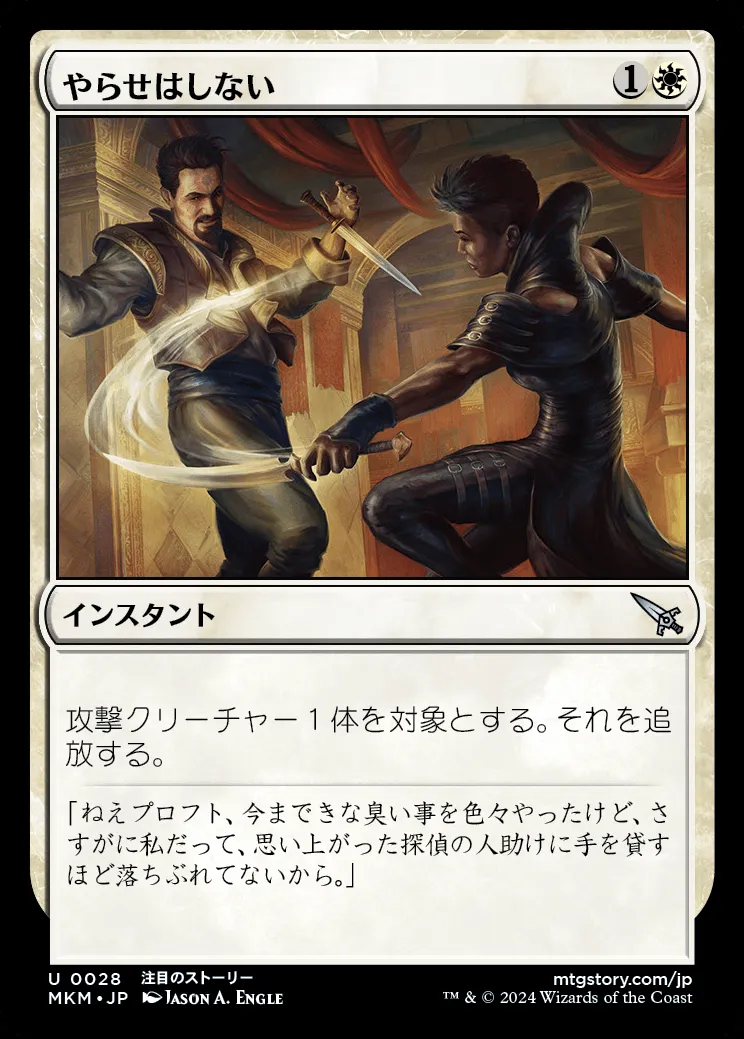 やらせはしない 1
インスタント
攻撃クリーチャー1体を対象とする。それを追
放する。
「ねえプロフト、今まできな臭い事を色々やったけど、さ
すがに私だって、思い上がった探偵の人助けに手を貸す
ほど落ちぶれてないから。」
U 0028 注目のストーリー mtgstory.com/jp
MKM • JP JASON A. ENGLE ™ & © 2024 Wizards of the Coast